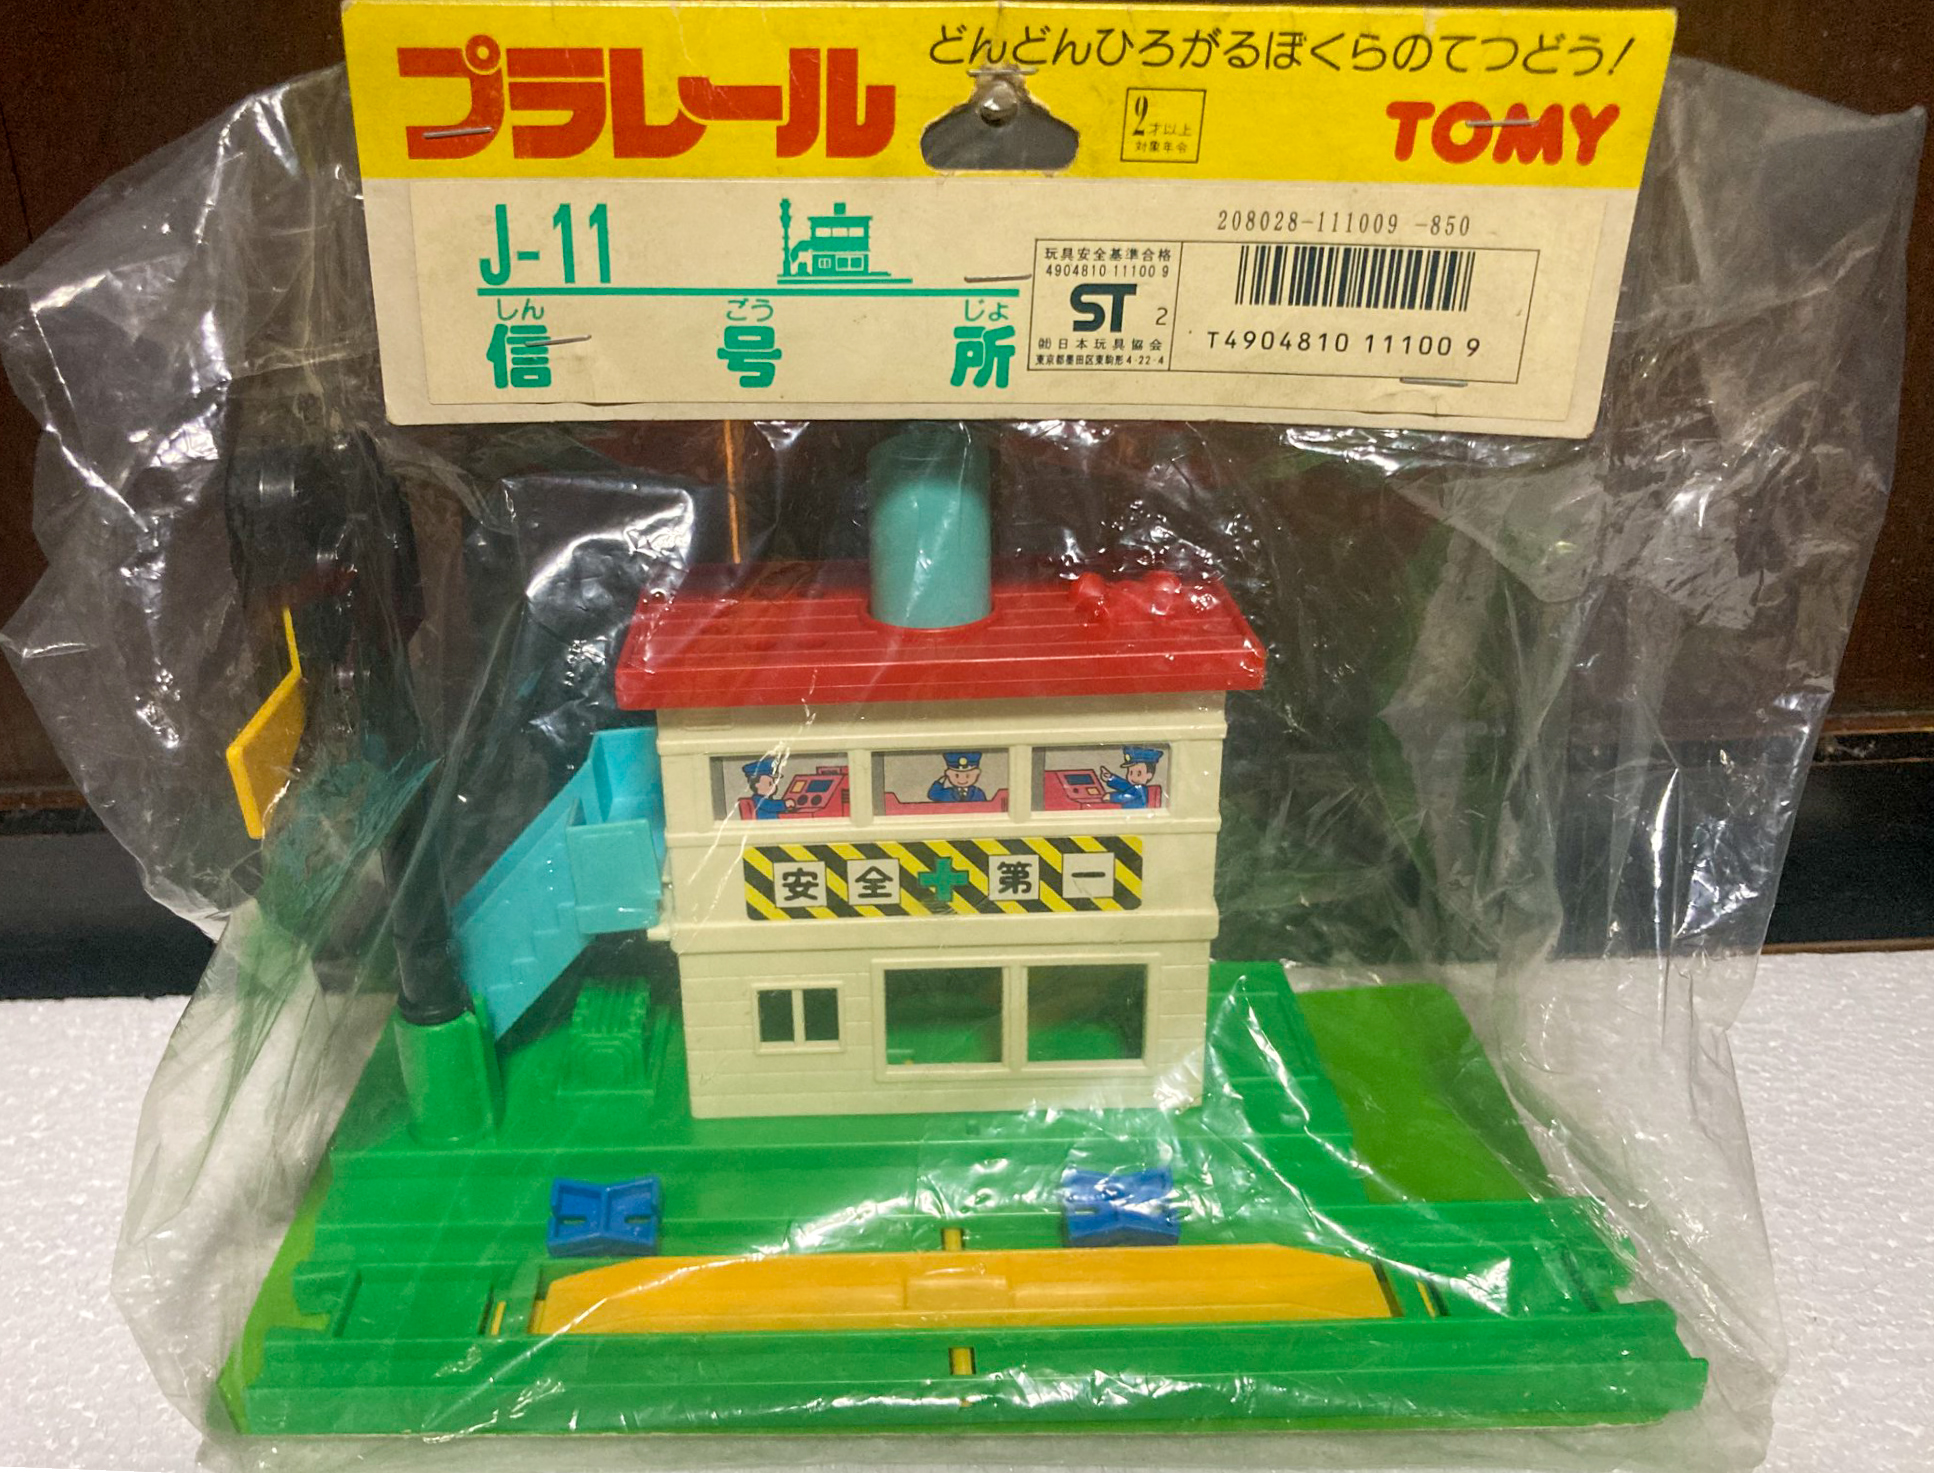 どんどんひろがるぼくらのてつどう!
プラレール
2才以上
対象年令
TOMY
J-11
しん ごう じょ
信号所
208028-111009 -850
玩具安全基準合格
4904810 11100 9
ST 2
(社)日本玩具協会
東京都墨田区東駒形4-22-4
T4904810 11100 9
安全+第一